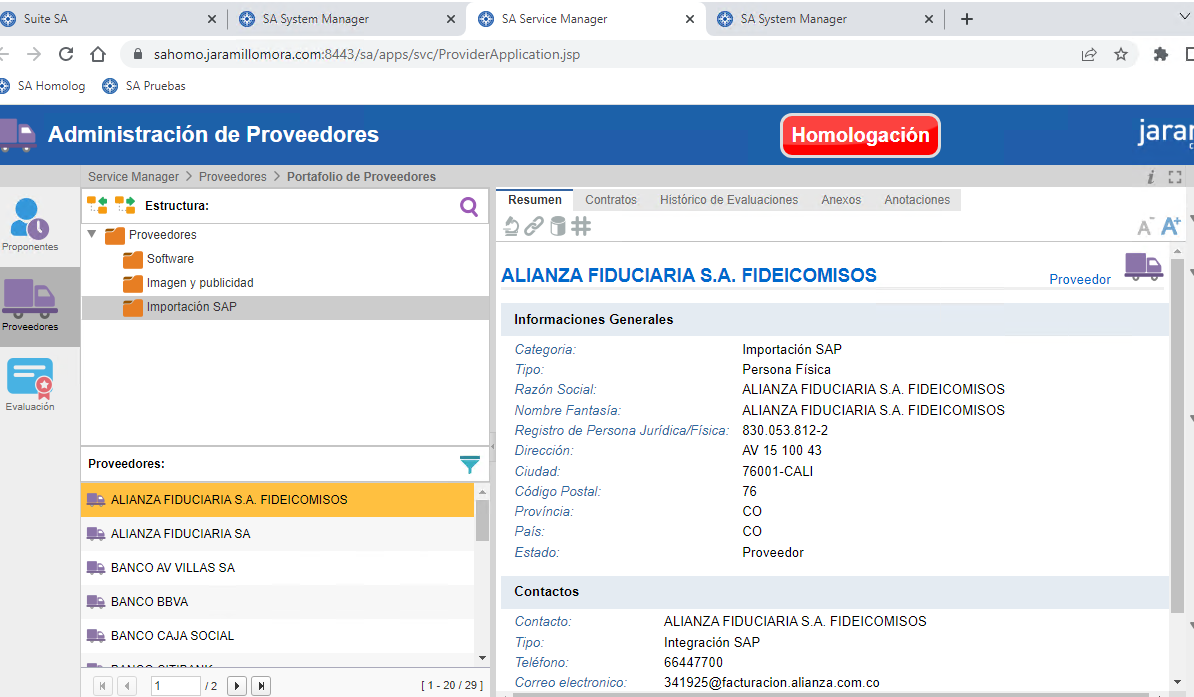 Suite SA
SA System Manager
SA Service Manager
SA System Manager
sahomo.jaramillomora.com:8443/sa/apps/svc/ProviderApplication.jsp
SA Homolog
SA Pruebas
Administración de Proveedores
Homologación
Service Manager > Proveedores > Portafolio de Proveedores
Proponentes
Proveedores
Evaluación
Estructura:
Proveedores
Software
Imagen y publicidad
Importación SAP
Proveedores:
ALIANZA FIDUCIARIA S.A. FIDEICOMISOS
ALIANZA FIDUCIARIA SA
BANCO AV VILLAS SA
BANCO BBVA
BANCO CAJA SOCIAL
1 / 2 [ 1 - 20 / 29 ]
Resumen Contratos Histórico de Evaluaciones Anexos Anotaciones
A- A+
ALIANZA FIDUCIARIA S.A. FIDEICOMISOS
Proveedor
Informaciones Generales
Categoria: Importación SAP
Tipo: Persona Física
Razón Social: ALIANZA FIDUCIARIA S.A. FIDEICOMISOS
Nombre Fantasía: ALIANZA FIDUCIARIA S.A. FIDEICOMISOS
Registro de Persona Jurídica/Física: 830.053.812-2
Dirección: AV 15 100 43
Ciudad: 76001-CALI
Código Postal: 76
Província: CO
País: CO
Estado: Proveedor
Contactos
Contacto: ALIANZA FIDUCIARIA S.A. FIDEICOMISOS
Tipo: Integración SAP
Teléfono: 66447700
Correo electronico: 341925@facturacion.alianza.com.co